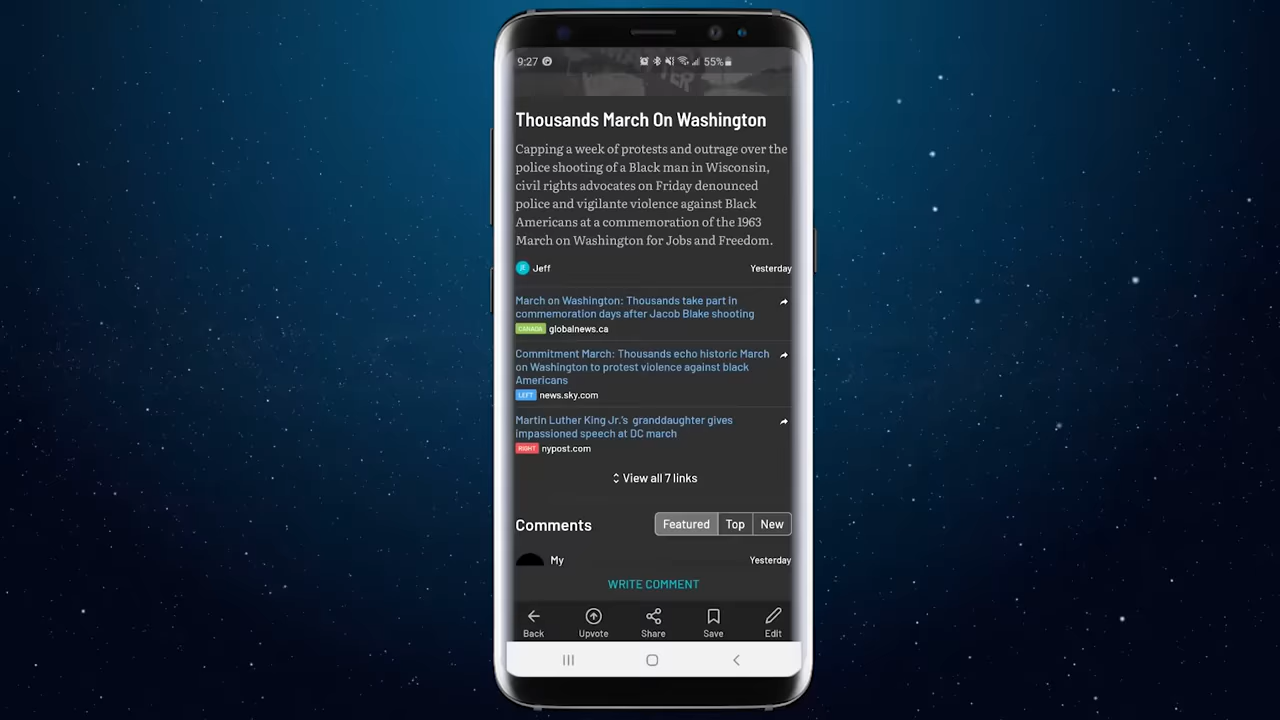 9:27
55%
Thousands March On Washington
Capping a week of protests and outrage over the
police shooting of a Black man in Wisconsin,
civil rights advocates on Friday denounced
police and vigilante violence against Black
Americans at a commemoration of the 1963
March on Washington for Jobs and Freedom.
JE Jeff Yesterday
March on Washington: Thousands take part in
commemoration days after Jacob Blake shooting
CANADA globalnews.ca
Commitment March: Thousands echo historic March
on Washington to protest violence against black
Americans
LEFT news.sky.com
Martin Luther King Jr.'s granddaughter gives
impassioned speech at DC march
RIGHT nypost.com
View all 7 links
Comments Featured Top New
My Yesterday
WRITE COMMENT
Back Upvote Share Save Edit